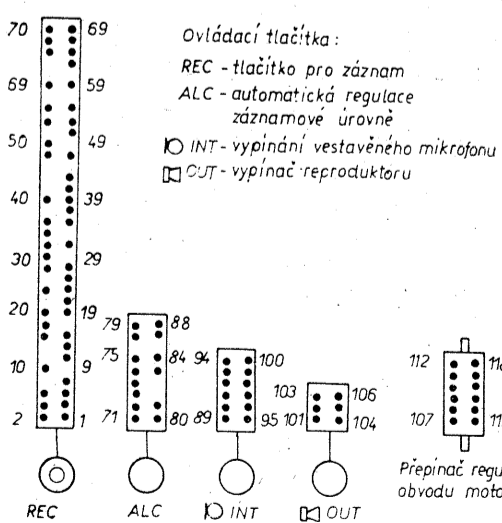 Ovládací tlačítka :
REC - tlačítko pro záznam
ALC - automatická regulace
záznamové úrovně
INT - vypínání vestavěného mikrofonu
OUT - vypínač reproduktoru
70 69
69 59
50 49
40 39
30 29
20 19
10 9
2 1
79 88
75 84
71 80
94 100
89 95
103 106
101 104
112
107
REC
ALC
INT
OUT
Přepínač
obvodu